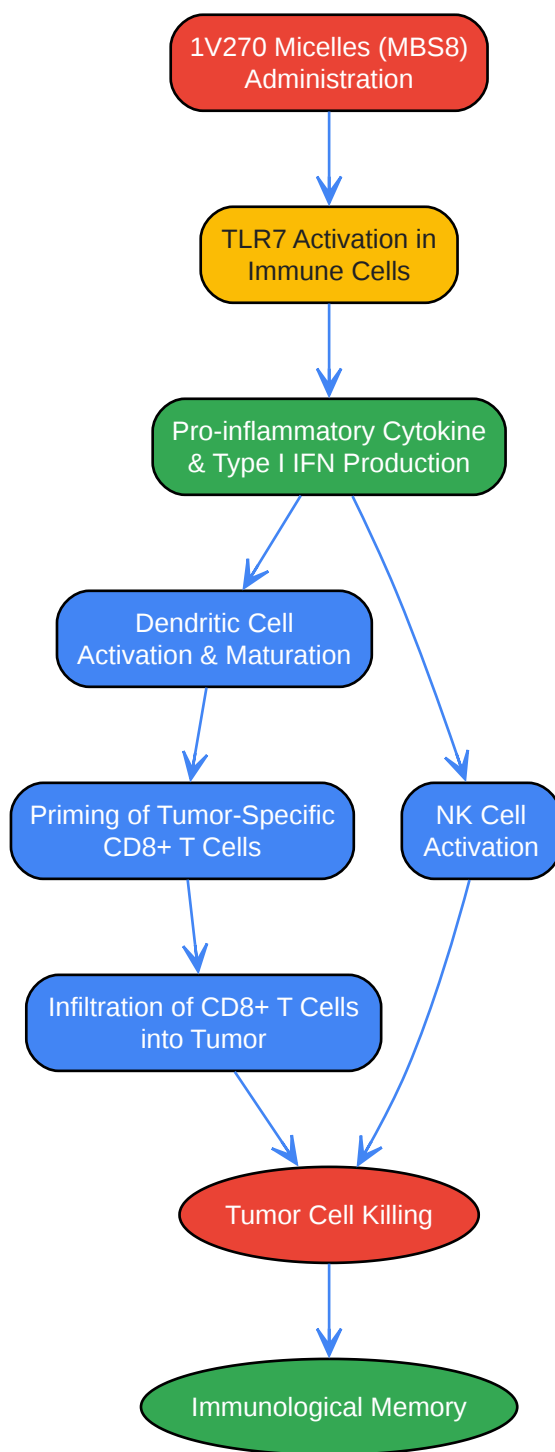 1V270 Micelles (MBS8)
Administration
TLR7 Activation in
Immune Cells
Pro-inflammatory Cytokine
& Type I IFN Production
Dendritic Cell
Activation & Maturation
Priming of Tumor-Specific
CD8+ T Cells
NK Cell
Activation
Infiltration of CD8+ T Cells
into Tumor
Tumor Cell Killing
Immunological Memory